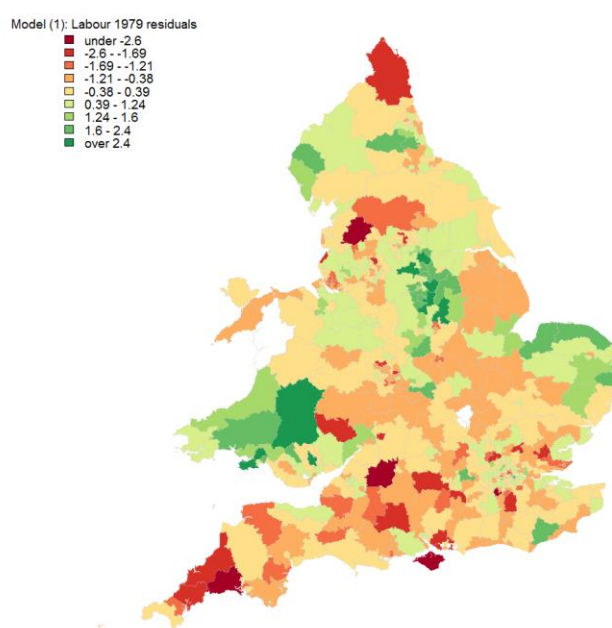 Model (1): Labour 1979 residuals
under -2.6
-2.6 - -1.69
-1.69 - -1.21
-1.21 - -0.38
-0.38 - 0.39
0.39 - 1.24
1.24 - 1.6
1.6 - 2.4
over 2.4